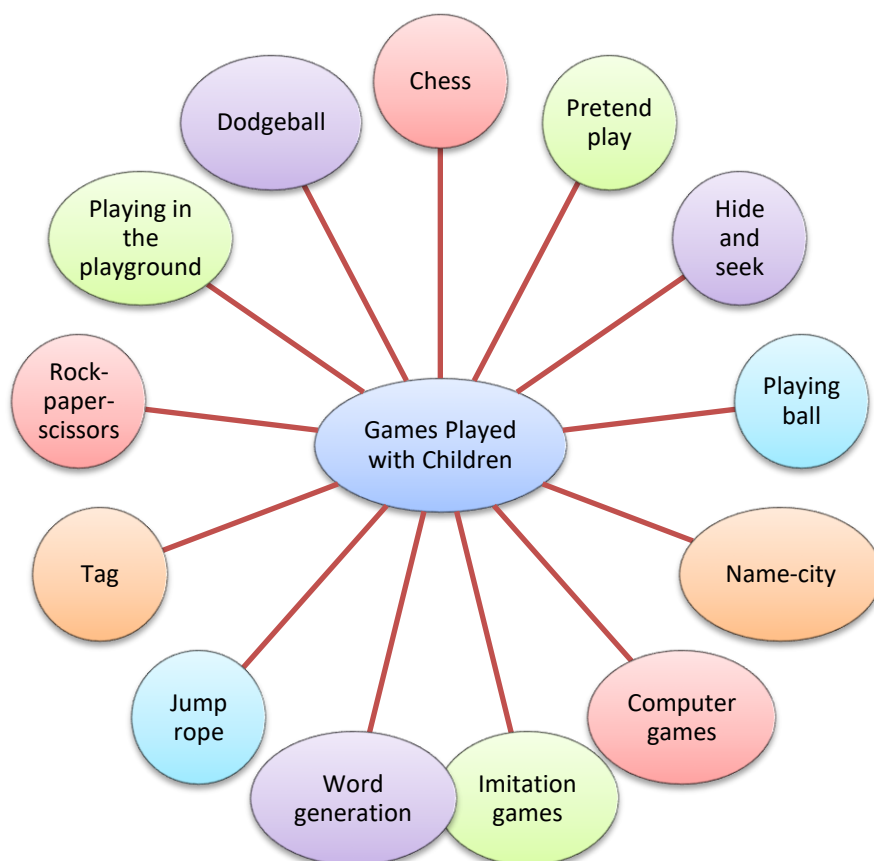 Chess
Pretend
play
Hide
and
seek
Playing
ball
Name-city
Computer
games
Imitation
games
Word
generation
Jump
rope
Tag
Rock-
paper-
scissors
Playing in
the
playground
Dodgeball
Games Played
with Children